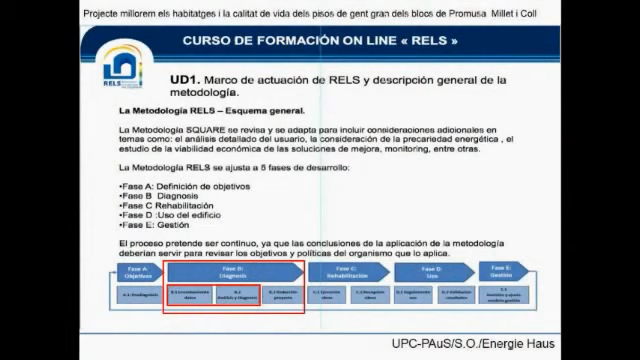 Projecte millorem els habitatges i la calitat de vida dels pisos de gent gran dels blocs de Promusa Millet i Coll
CURSO DE FORMACIÓN ON LINE « RELS »
RELS
UD1. Marco de actuación de RELS y descripción general de la
metodología.
La Metodología RELS – Esquema general.
La Metodología SQUARE se revisa y se adapta para incluir consideraciones adicionales en
temas como: el análisis detallado del usuario, la consideración de la precariedad energética , el
estudio de la viabilidad económica de las soluciones de mejora, monitoring, entre otras.
La Metodología RELS se ajusta a 5 fases de desarrollo:
•Fase A: Definición de objetivos
•Fase B Diagnosis
•Fase C Rehabilitación
•Fase D :Uso del edificio
•Fase E: Gestión
El proceso pretende ser continuo, ya que las conclusiones de la aplicación de la metodología
deberían servir para revisar los objetivos y políticas del organismo que lo aplica.
Fase A: Objetivos
Fase B: Diagnosis
Fase C: Rehabilitación
Fase D: Uso
Fase E: Gestión
UPC-PAuS/S.O./Energie Haus